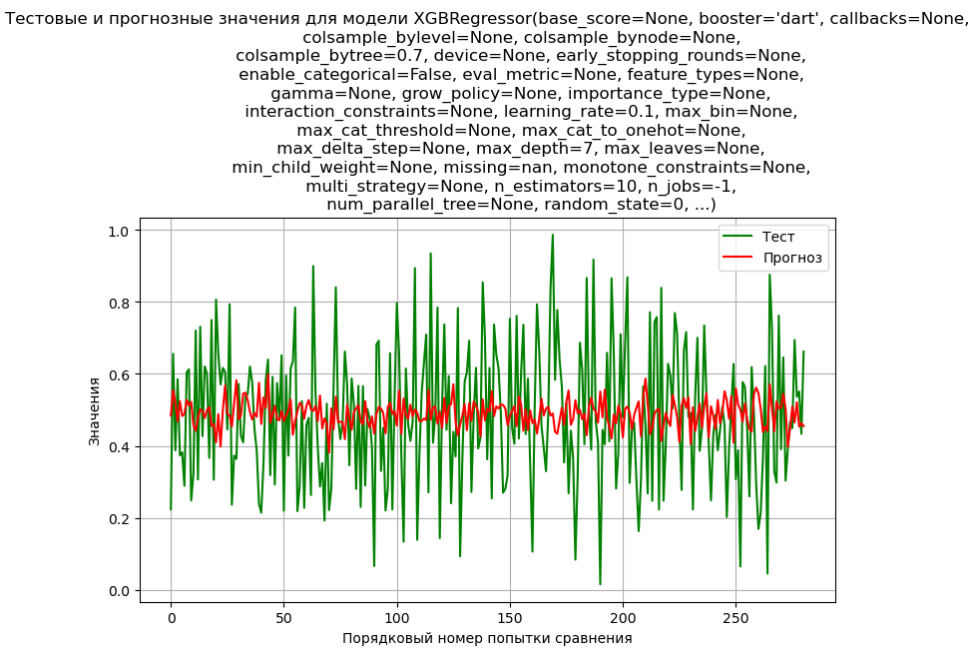 Тестовые и прогнозные значения для модели XGBRegressor(base_score=None, booster='dart', callbacks=None,
colsample_bylevel=None, colsample_bynode=None,
colsample_bytree=0.7, device=None, early_stopping_rounds=None,
enable_categorical=False, eval_metric=None, feature_types=None,
gamma=None, grow_policy=None, importance_type=None,
interaction_constraints=None, learning_rate=0.1, max_bin=None,
max_cat_threshold=None, max_cat_to_onehot=None,
max_delta_step=None, max_depth=7, max_leaves=None,
min_child_weight=None, missing=nan, monotone_constraints=None,
multi_strategy=None, n_estimators=10, n_jobs=-1,
num_parallel_tree=None, random_state=0, ...)
Тест
Прогноз
1.0
0.8
0.6
0.4
0.2
0.0
Значения
0 50 100 150 200 250
Порядковый номер попытки сравнения